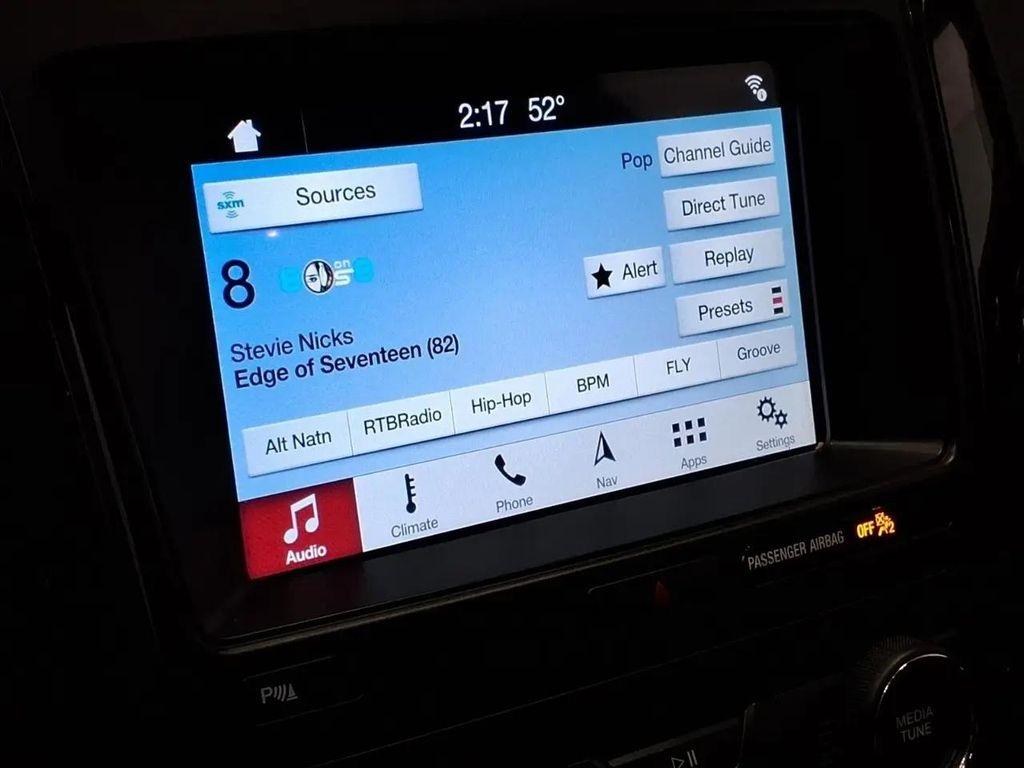 2:17 52°
sxm Sources
Pop Channel Guide
Direct Tune
8 on
Alert Replay
Presets
Stevie Nicks
Edge of Seventeen (82)
Alt Natn RTBRadio Hip-Hop BPM FLY Groove
Audio Climate Phone Nav Apps Settings
PASSENGER AIRBAG OFF 2
P
MEDIA
TUNE